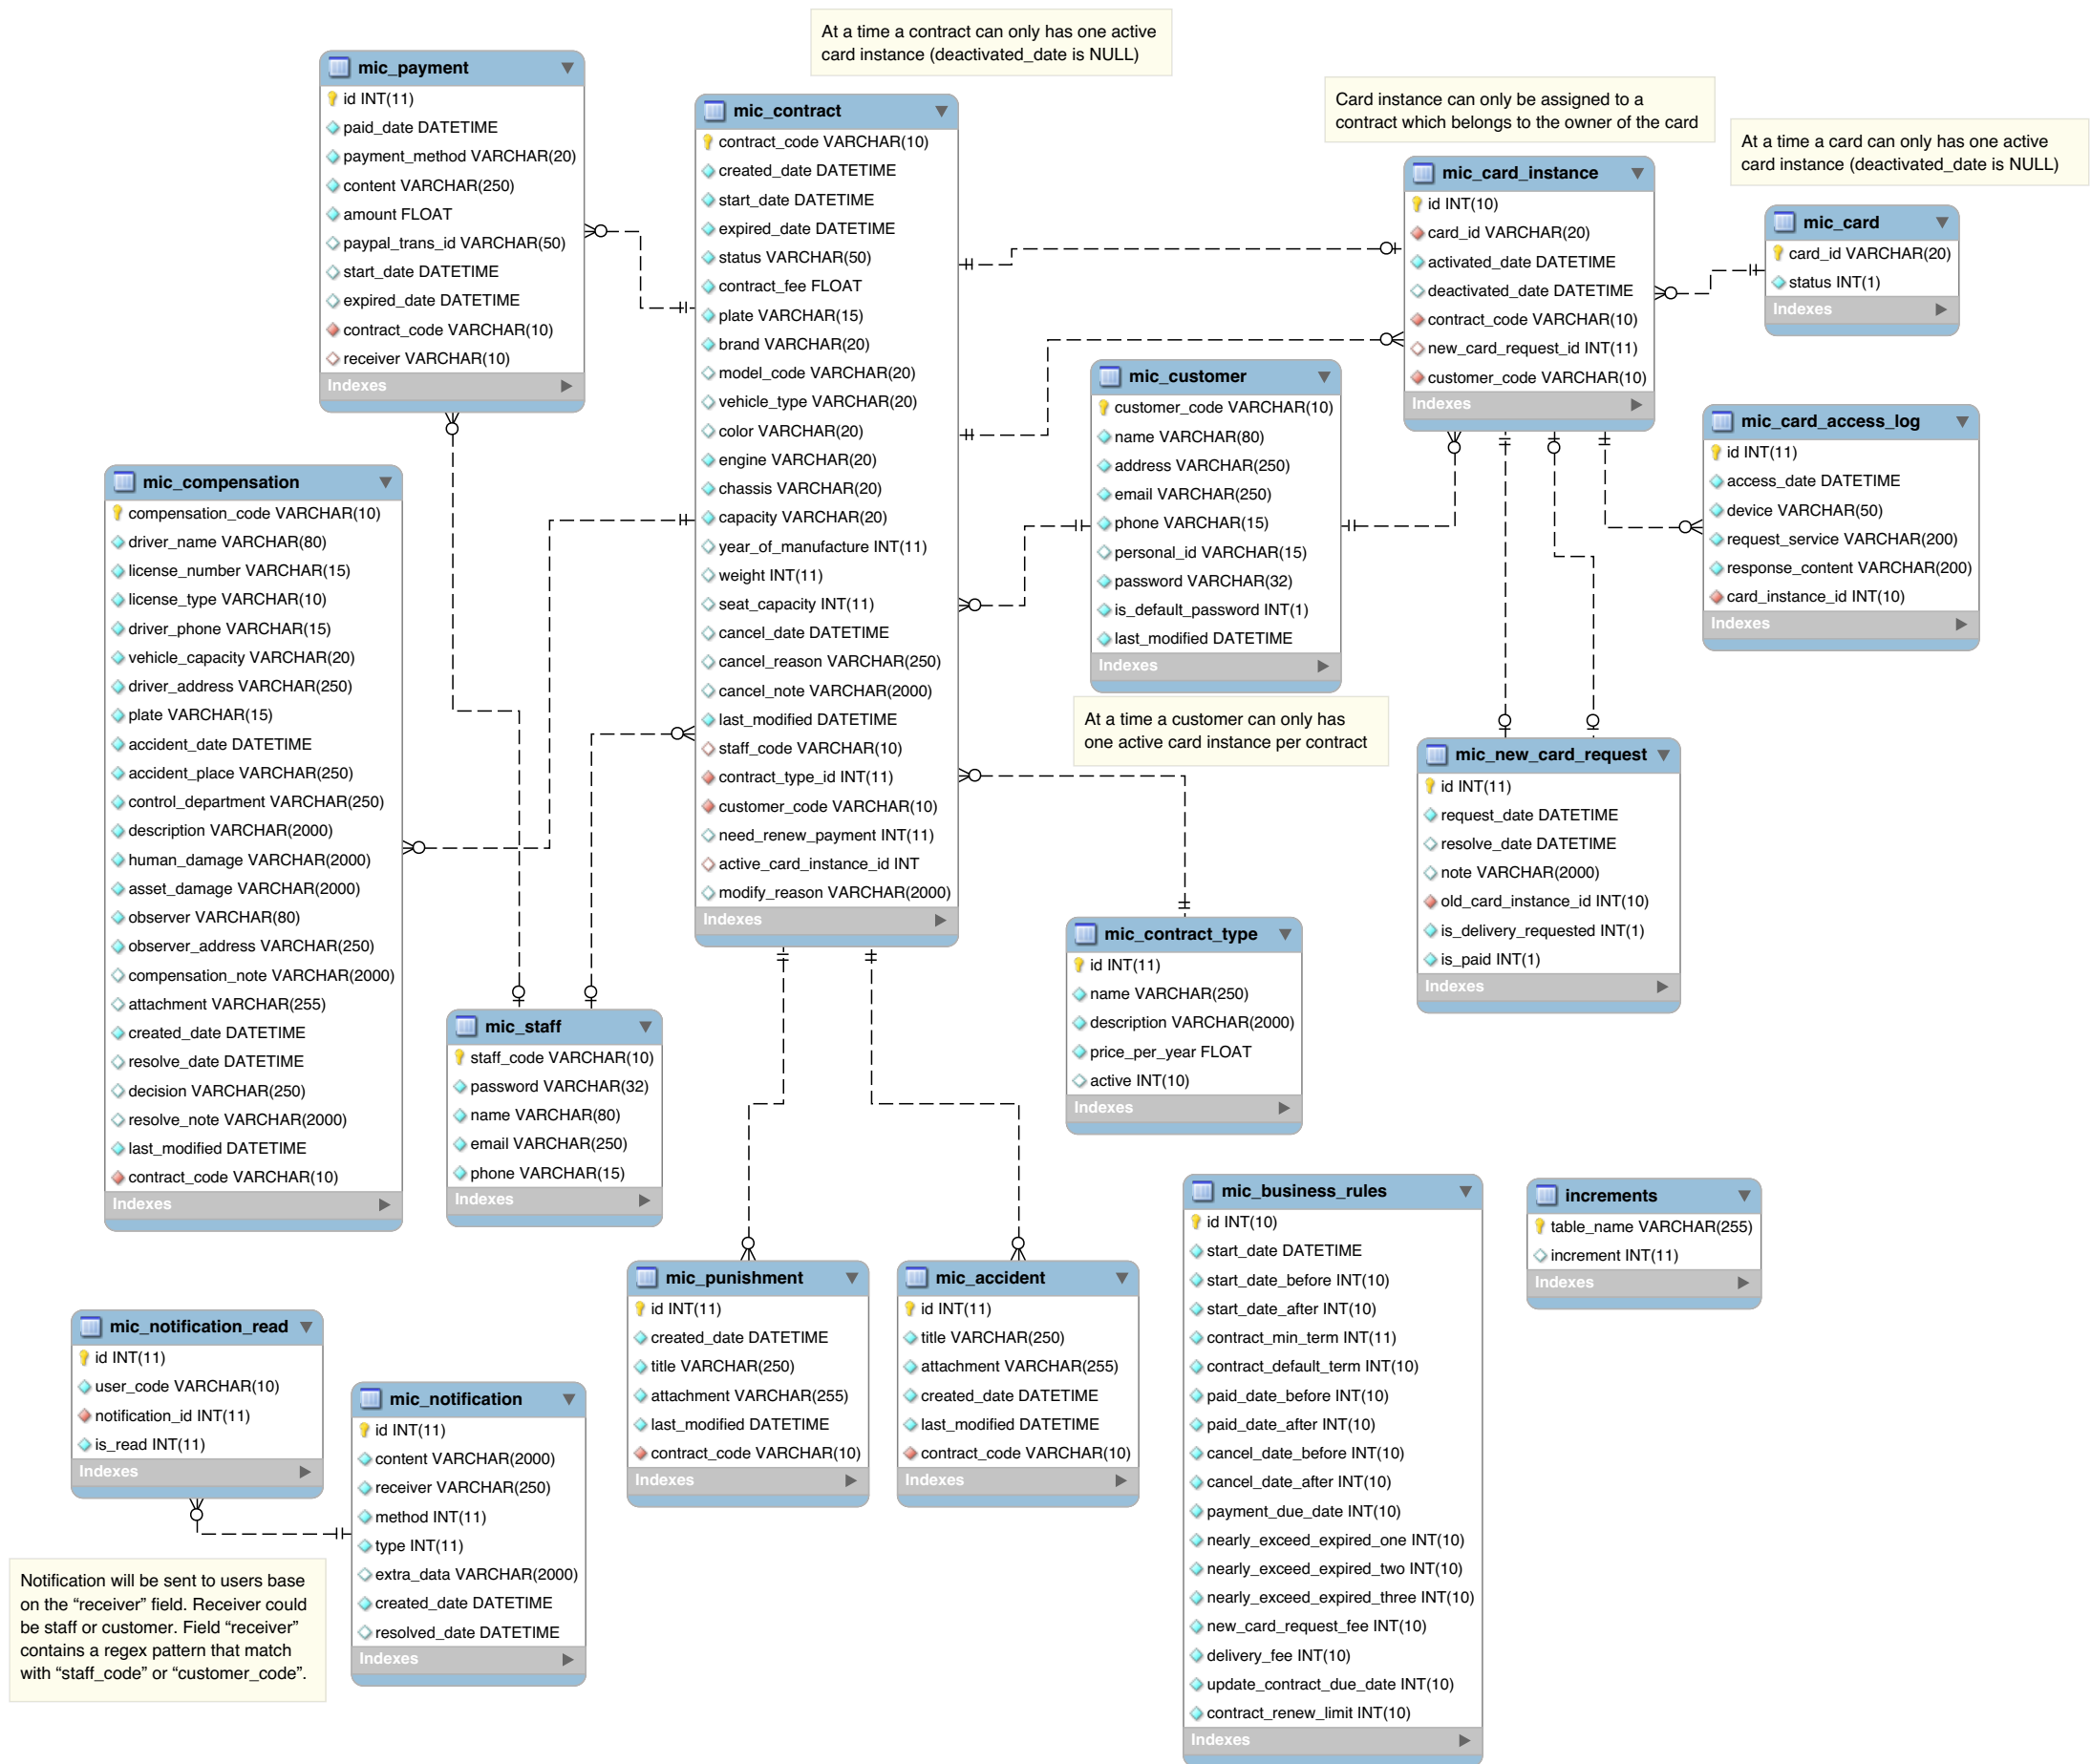 At a time a contract can only has one active
card instance (deactivated_date is NULL)
mic_payment
id INT(11)
paid_date DATETIME
payment_method VARCHAR(20)
content VARCHAR(250)
amount FLOAT
paypal_trans_id VARCHAR(50)
start_date DATETIME
expired_date DATETIME
contract_code VARCHAR(10)
receiver VARCHAR(10)
Indexes
mic_contract
contract_code VARCHAR(10)
created_date DATETIME
start_date DATETIME
expired_date DATETIME
status VARCHAR(50)
contract_fee FLOAT
plate VARCHAR(15)
brand VARCHAR(20)
model_code VARCHAR(20)
vehicle_type VARCHAR(20)
color VARCHAR(20)
engine VARCHAR(20)
chassis VARCHAR(20)
capacity VARCHAR(20)
year_of_manufacture INT(11)
weight INT(11)
seat_capacity INT(11)
cancel_date DATETIME
cancel_reason VARCHAR(250)
cancel_note VARCHAR(2000)
last_modified DATETIME
staff_code VARCHAR(10)
contract_type_id INT(11)
customer_code VARCHAR(10)
need_renew_payment INT(11)
active_card_instance_id INT
modify_reason VARCHAR(2000)
Indexes
Card instance can only be assigned to a
contract which belongs to the owner of the card
At a time a card can only has one active
card instance (deactivated_date is NULL)
mic_card_instance
id INT(10)
card_id VARCHAR(20)
activated_date DATETIME
deactivated_date DATETIME
contract_code VARCHAR(10)
new_card_request_id INT(11)
customer_code VARCHAR(10)
Indexes
mic_card
card_id VARCHAR(20)
status INT(1)
Indexes
mic_customer
customer_code VARCHAR(10)
name VARCHAR(80)
address VARCHAR(250)
email VARCHAR(250)
phone VARCHAR(15)
personal_id VARCHAR(15)
password VARCHAR(32)
is_default_password INT(1)
last_modified DATETIME
Indexes
At a time a customer can only has
one active card instance per contract
mic_card_access_log
id INT(11)
access_date DATETIME
device VARCHAR(50)
request_service VARCHAR(200)
response_content VARCHAR(200)
card_instance_id INT(10)
Indexes
mic_compensation
compensation_code VARCHAR(10)
driver_name VARCHAR(80)
license_number VARCHAR(15)
license_type VARCHAR(10)
driver_phone VARCHAR(15)
vehicle_capacity VARCHAR(20)
driver_address VARCHAR(250)
plate VARCHAR(15)
accident_date DATETIME
accident_place VARCHAR(250)
control_department VARCHAR(250)
description VARCHAR(2000)
human_damage VARCHAR(2000)
asset_damage VARCHAR(2000)
observer VARCHAR(80)
observer_address VARCHAR(250)
compensation_note VARCHAR(2000)
attachment VARCHAR(255)
created_date DATETIME
resolve_date DATETIME
decision VARCHAR(250)
resolve_note VARCHAR(2000)
last_modified DATETIME
contract_code VARCHAR(10)
Indexes
mic_new_card_request
id INT(11)
request_date DATETIME
resolve_date DATETIME
note VARCHAR(2000)
old_card_instance_id INT(10)
is_delivery_requested INT(1)
is_paid INT(1)
Indexes
mic_contract_type
id INT(11)
name VARCHAR(250)
description VARCHAR(2000)
price_per_year FLOAT
active INT(10)
Indexes
mic_staff
staff_code VARCHAR(10)
password VARCHAR(32)
name VARCHAR(80)
email VARCHAR(250)
phone VARCHAR(15)
Indexes
mic_business_rules
id INT(10)
start_date DATETIME
start_date_before INT(10)
start_date_after INT(10)
contract_min_term INT(11)
contract_default_term INT(10)
paid_date_before INT(10)
paid_date_after INT(10)
cancel_date_before INT(10)
cancel_date_after INT(10)
payment_due_date INT(10)
nearly_exceed_expired_one INT(10)
nearly_exceed_expired_two INT(10)
nearly_exceed_expired_three INT(10)
new_card_request_fee INT(10)
delivery_fee INT(10)
update_contract_due_date INT(10)
contract_renew_limit INT(10)
Indexes
increments
table_name VARCHAR(255)
increment INT(11)
Indexes
mic_punishment
id INT(11)
created_date DATETIME
title VARCHAR(250)
attachment VARCHAR(255)
last_modified DATETIME
contract_code VARCHAR(10)
Indexes
mic_accident
id INT(11)
title VARCHAR(250)
attachment VARCHAR(255)
created_date DATETIME
last_modified DATETIME
contract_code VARCHAR(10)
Indexes
mic_notification_read
id INT(11)
user_code VARCHAR(10)
notification_id INT(11)
is_read INT(11)
Indexes
mic_notification
id INT(11)
content VARCHAR(2000)
receiver VARCHAR(250)
method INT(11)
type INT(11)
extra_data VARCHAR(2000)
created_date DATETIME
resolved_date DATETIME
Indexes
Notification will be sent to users base
on the “receiver” field. Receiver could
be staff or customer. Field “receiver”
contains a regex pattern that match
with “staff_code” or “customer_code”.